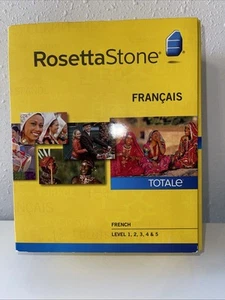 RosettaStone®
FRANÇAIS
TOTALe
FRENCH
LEVEL 1, 2, 3, 4 & 5